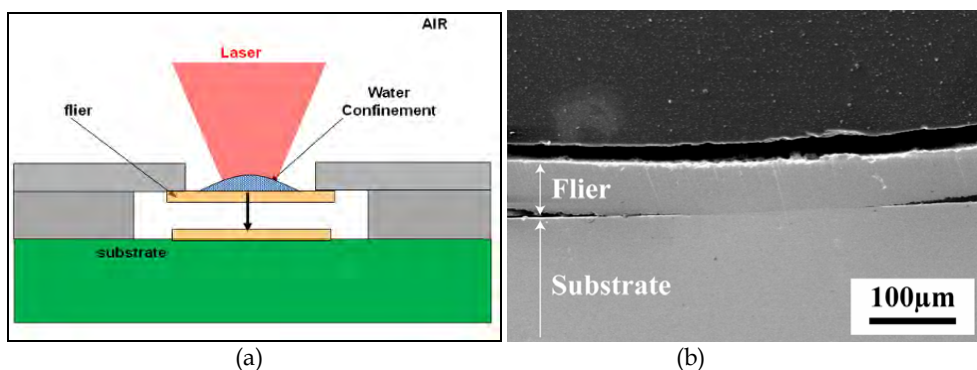 AIR
Laser
Water
Confinement
flier
substrate
(a)
Flier
Substrate
100µm
(b)